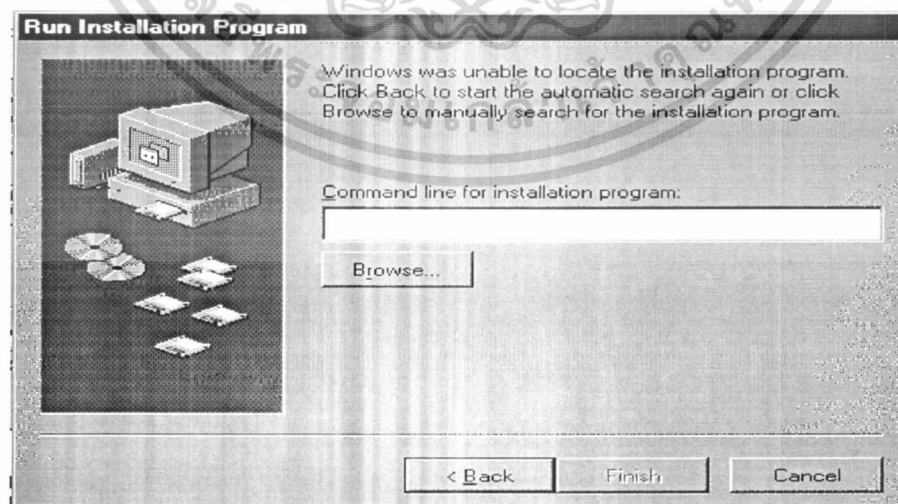 Run Installation Program
Windows was unable to locate the installation program.
Click Back to start the automatic search again or click
Browse to manually search for the installation program.
Command line for installation program:
Browse...
< Back
Finish
Cancel